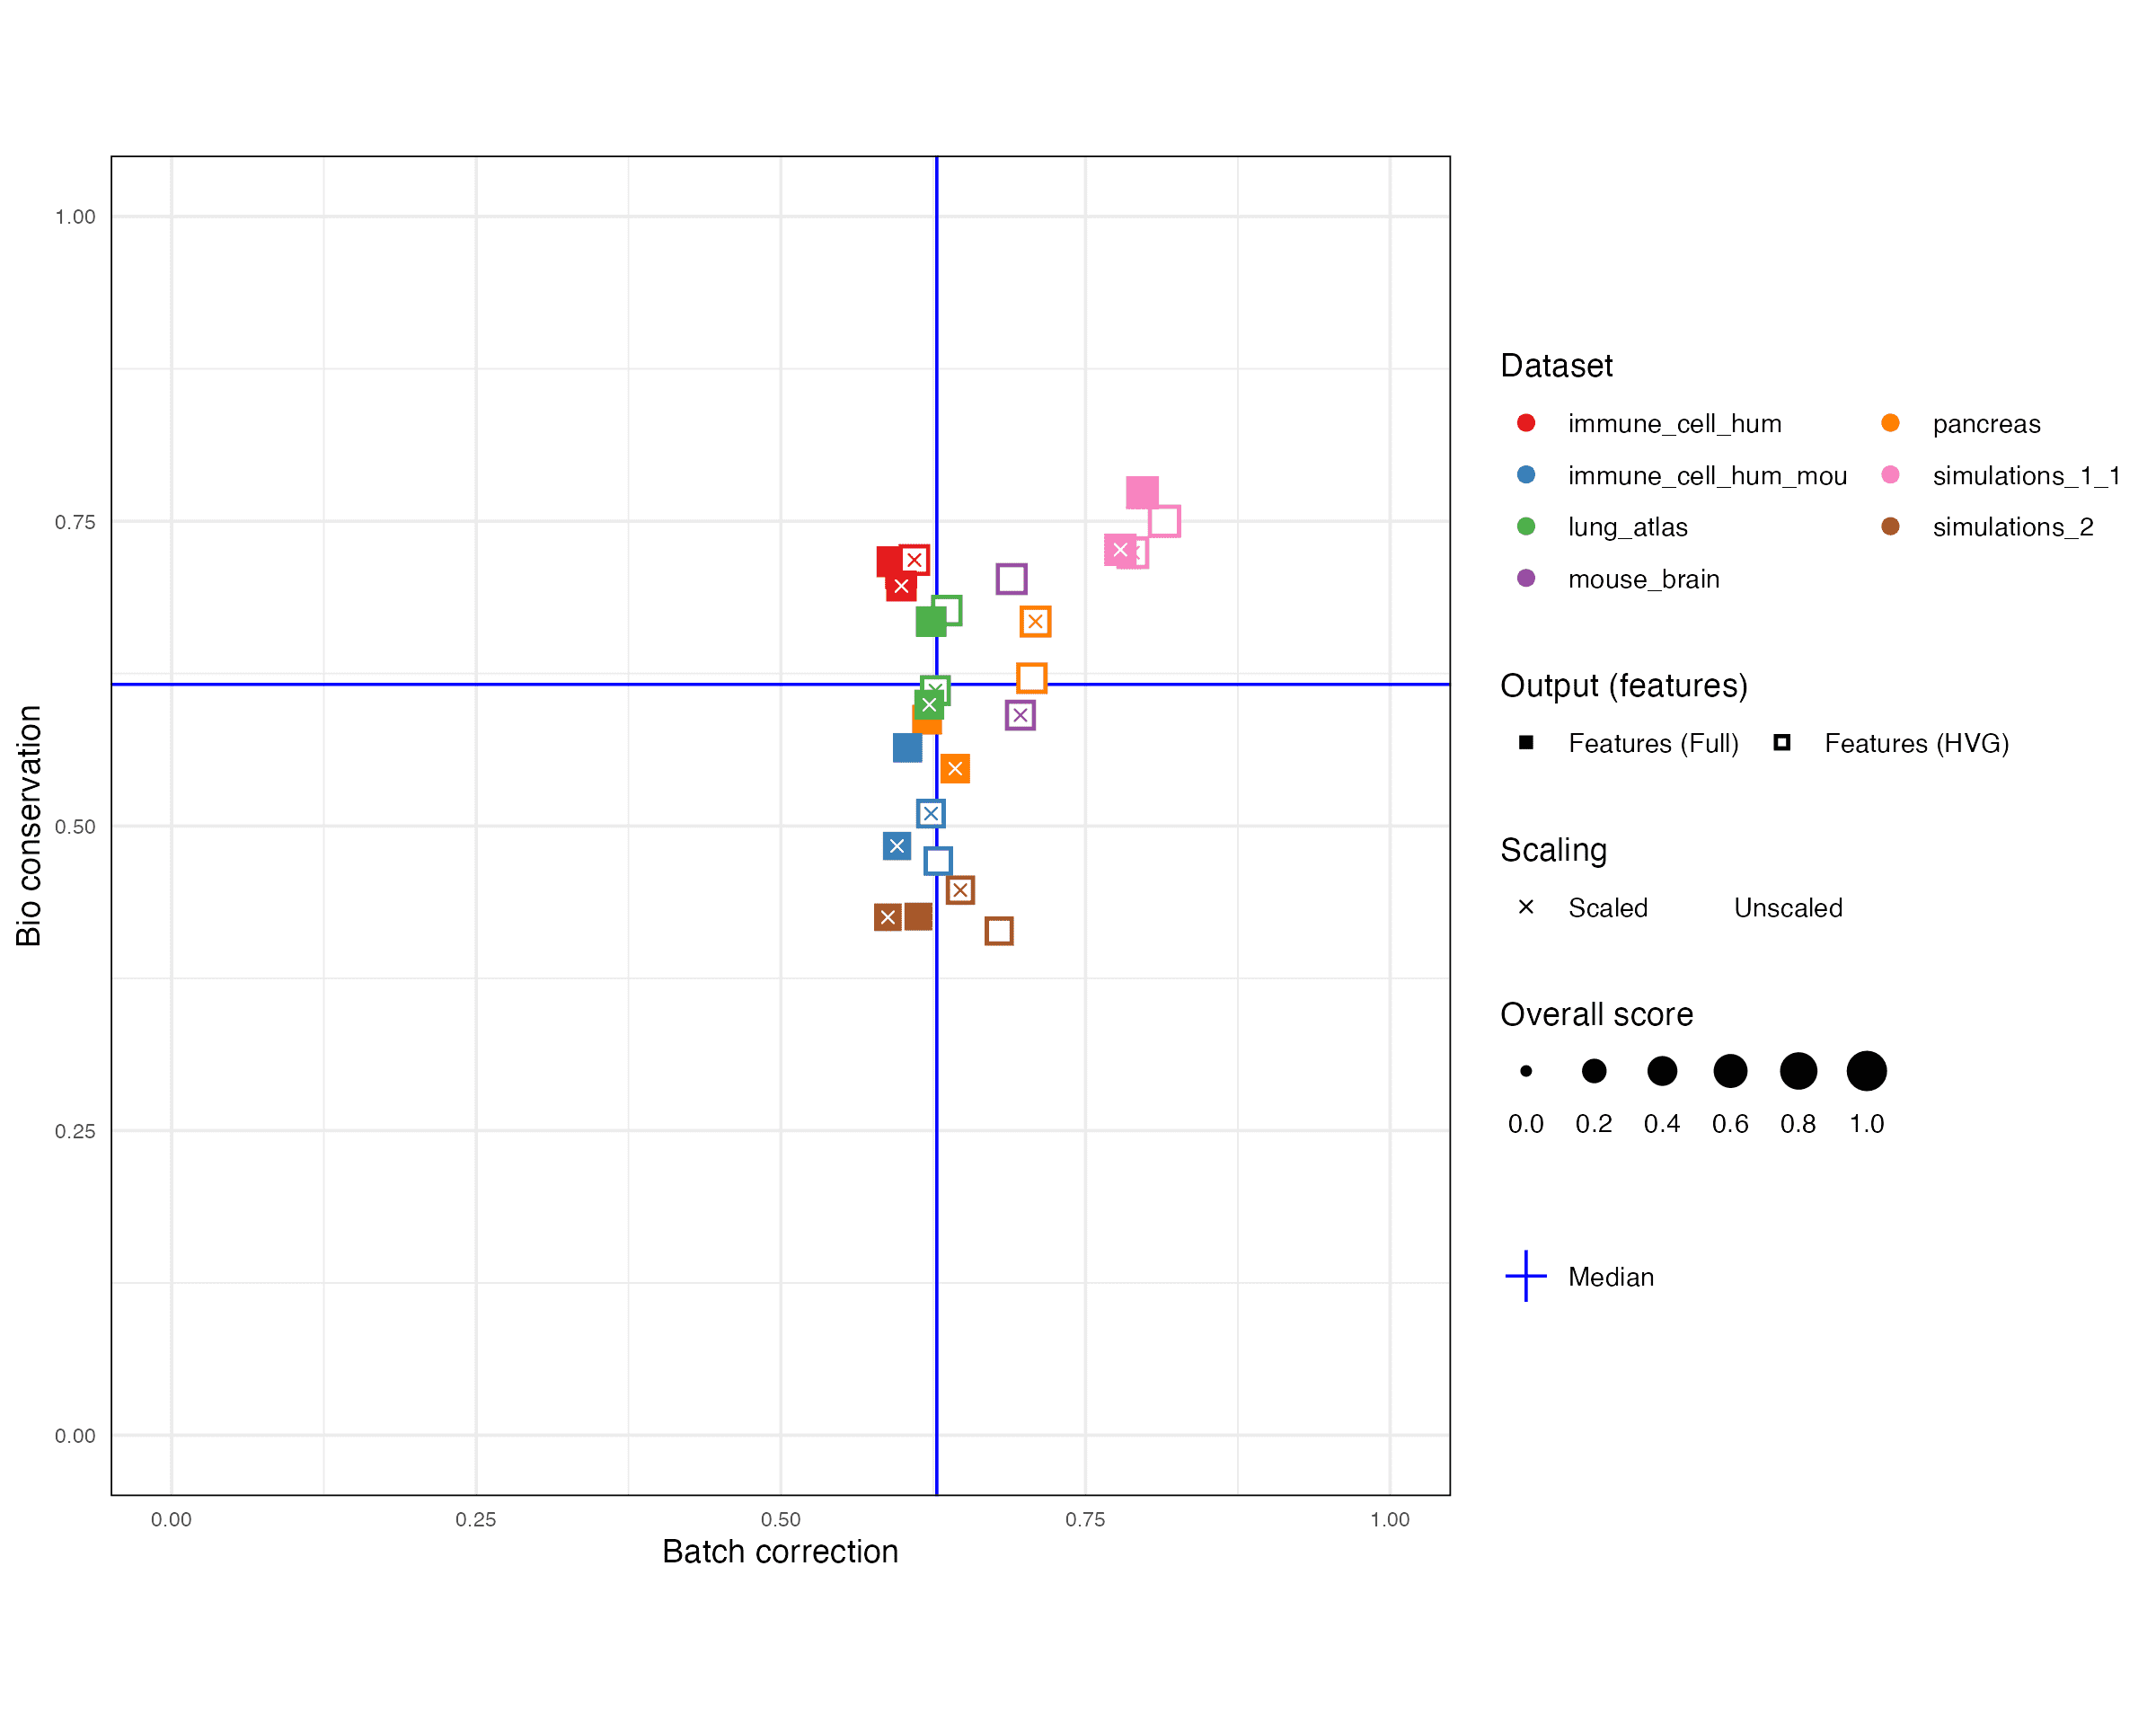 1.00
0.75
0.50
0.25
0.00
Bio conservation
0.00 0.25 0.50 0.75 1.00
Batch correction
Dataset
immune_cell_hum pancreas
immune_cell_hum_mou simulations_1_1
lung_atlas simulations_2
mouse_brain
Output (features)
Features (Full) Features (HVG)
Scaling
Scaled Unscaled
Overall score
0.0 0.2 0.4 0.6 0.8 1.0
Median